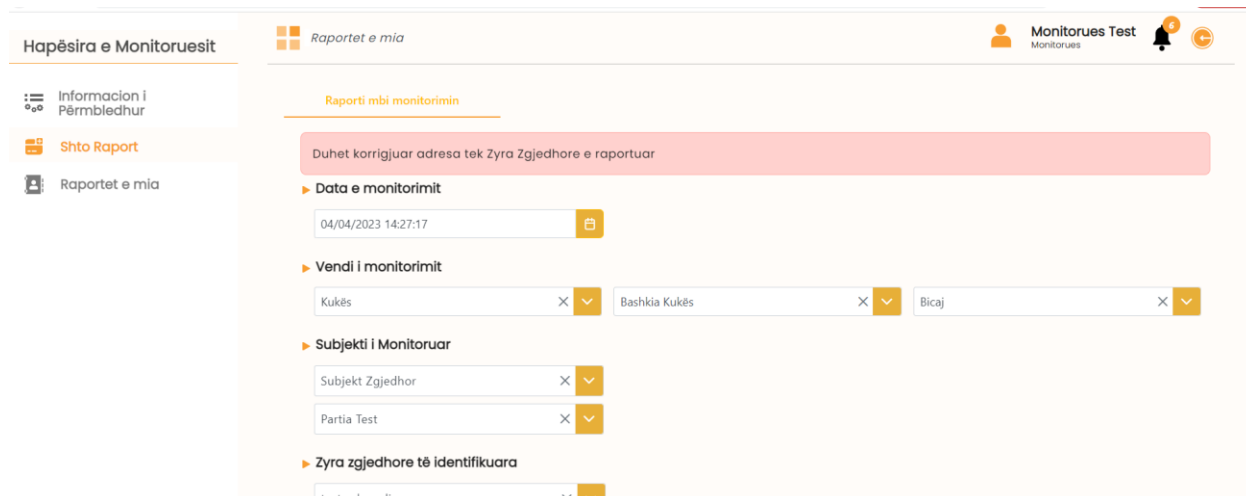 Hapësira e Monitoruesit
Raportet e mia
Monitorues Test
Monitorues
6
Informacion i
Përmbledhur
Shto Raport
Raportet e mia
Raporti mbi monitorimin
Duhet korrigjuar adresa tek Zyra Zgjedhore e raportuar
Data e monitorimit
04/04/2023 14:27:17
Vendi i monitorimit
Kukës
Bashkia Kukës
Bicaj
Subjekti i Monitoruar
Subjekt Zgjedhor
Partia Test
Zyra zgjedhore të identifikuara